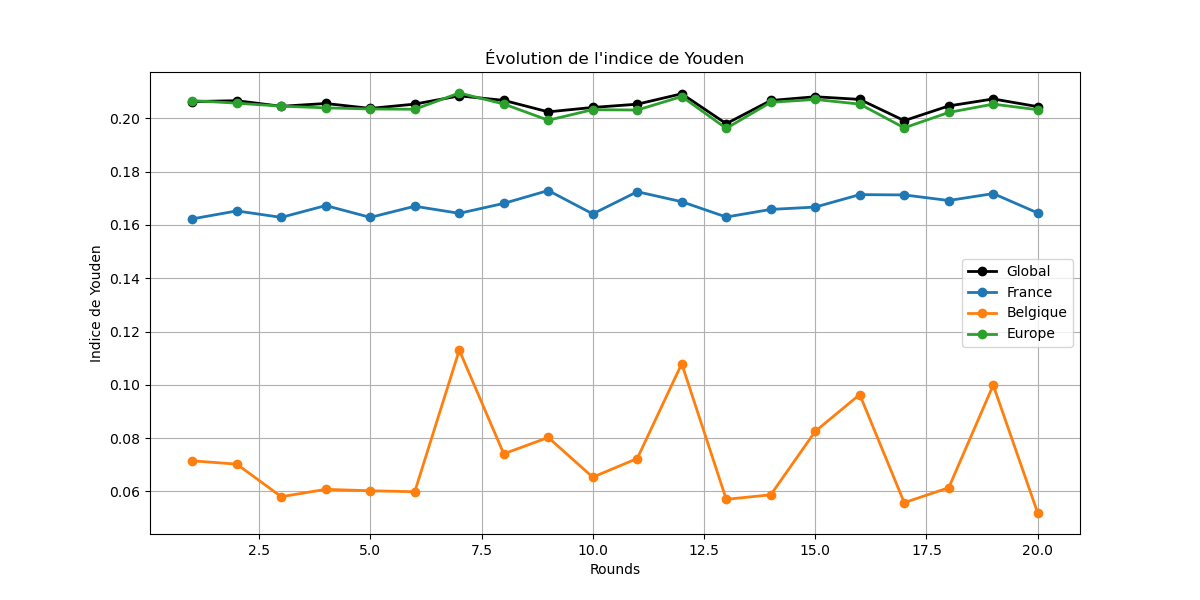 Évolution de l'indice de Youden
Indice de Youden
0.20
0.18
0.16
0.14
0.12
0.10
0.08
0.06
Global
France
Belgique
Europe
2.5 5.0 7.5 10.0 12.5 15.0 17.5 20.0
Rounds